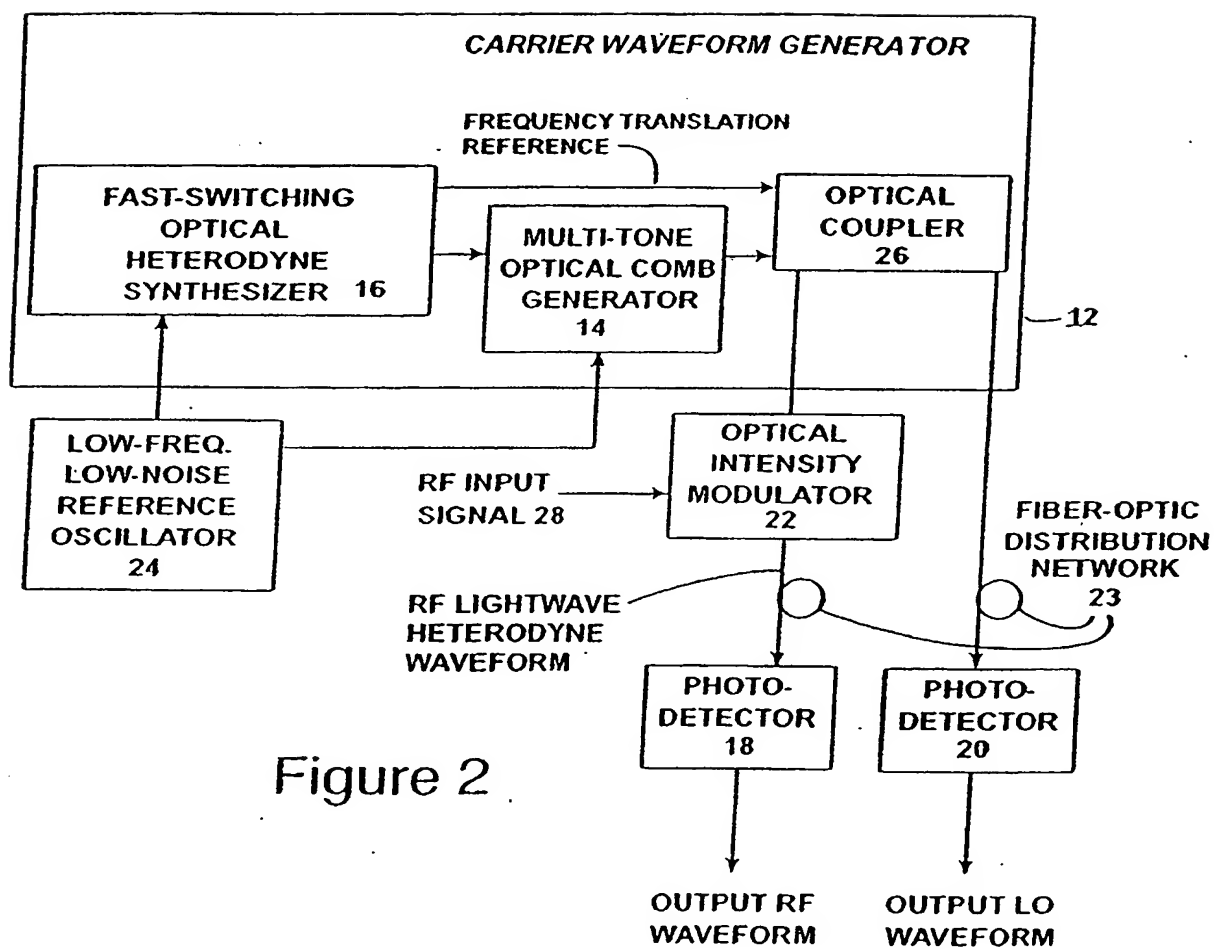 CARRIER WAVEFORM GENERATOR
FREQUENCY TRANSLATION
REFERENCE
FAST-SWITCHING
OPTICAL
HETERODYNE
SYNTHESIZER 16
MULTI-TONE
OPTICAL COMB
GENERATOR
14
OPTICAL
COUPLER
26
12
LOW-FREQ.
LOW-NOISE
REFERENCE
OSCILLATOR
24
RF INPUT
SIGNAL 28
OPTICAL
INTENSITY
MODULATOR
22
FIBER-OPTIC
DISTRIBUTION
NETWORK
23
RF LIGHTWAVE
HETERODYNE
WAVEFORM
PHOTO-
DETECTOR
18
PHOTO-
DETECTOR
20
Figure 2
OUTPUT RF
WAVEFORM
OUTPUT LO
WAVEFORM